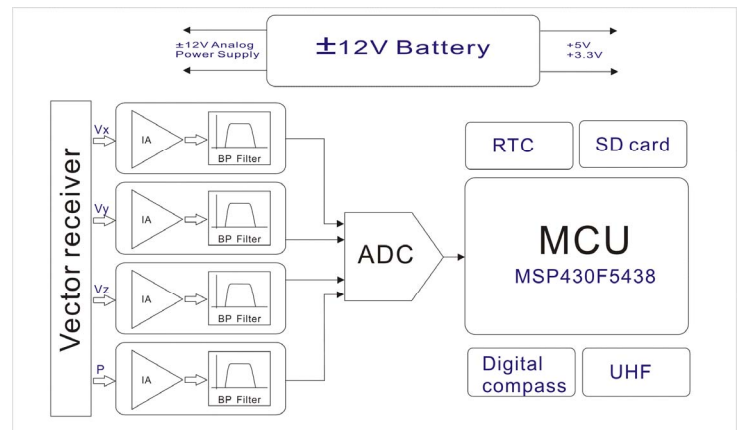 ±12V Analog
Power Supply
±12V Battery
+5V
+3.3V
Vector receiver
Vx
IA
BP Filter
Vy
IA
BP Filter
Vz
IA
BP Filter
P
IA
BP Filter
ADC
RTC
SD card
MCU
MSP430F5438
Digital
compass
UHF